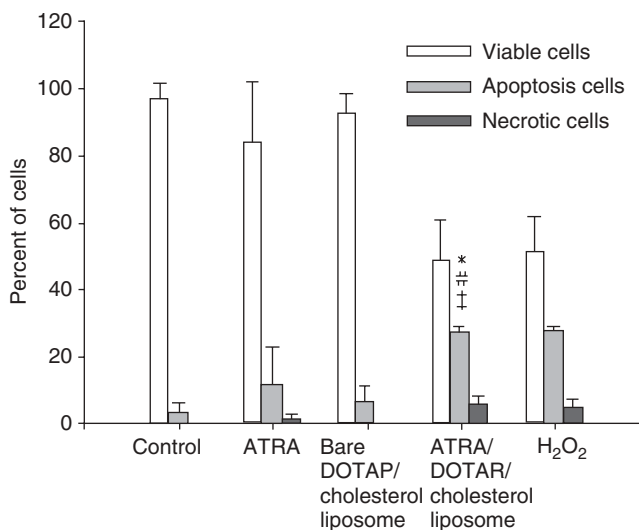 120
100
80
60
40
20
0
Percent of cells
Viable cells
Apoptosis cells
Necrotic cells
*
⧺
‡
Control
ATRA
Bare
DOTAP/
cholesterol
liposome
ATRA/
DOTAR/
cholesterol
liposome
H₂O₂